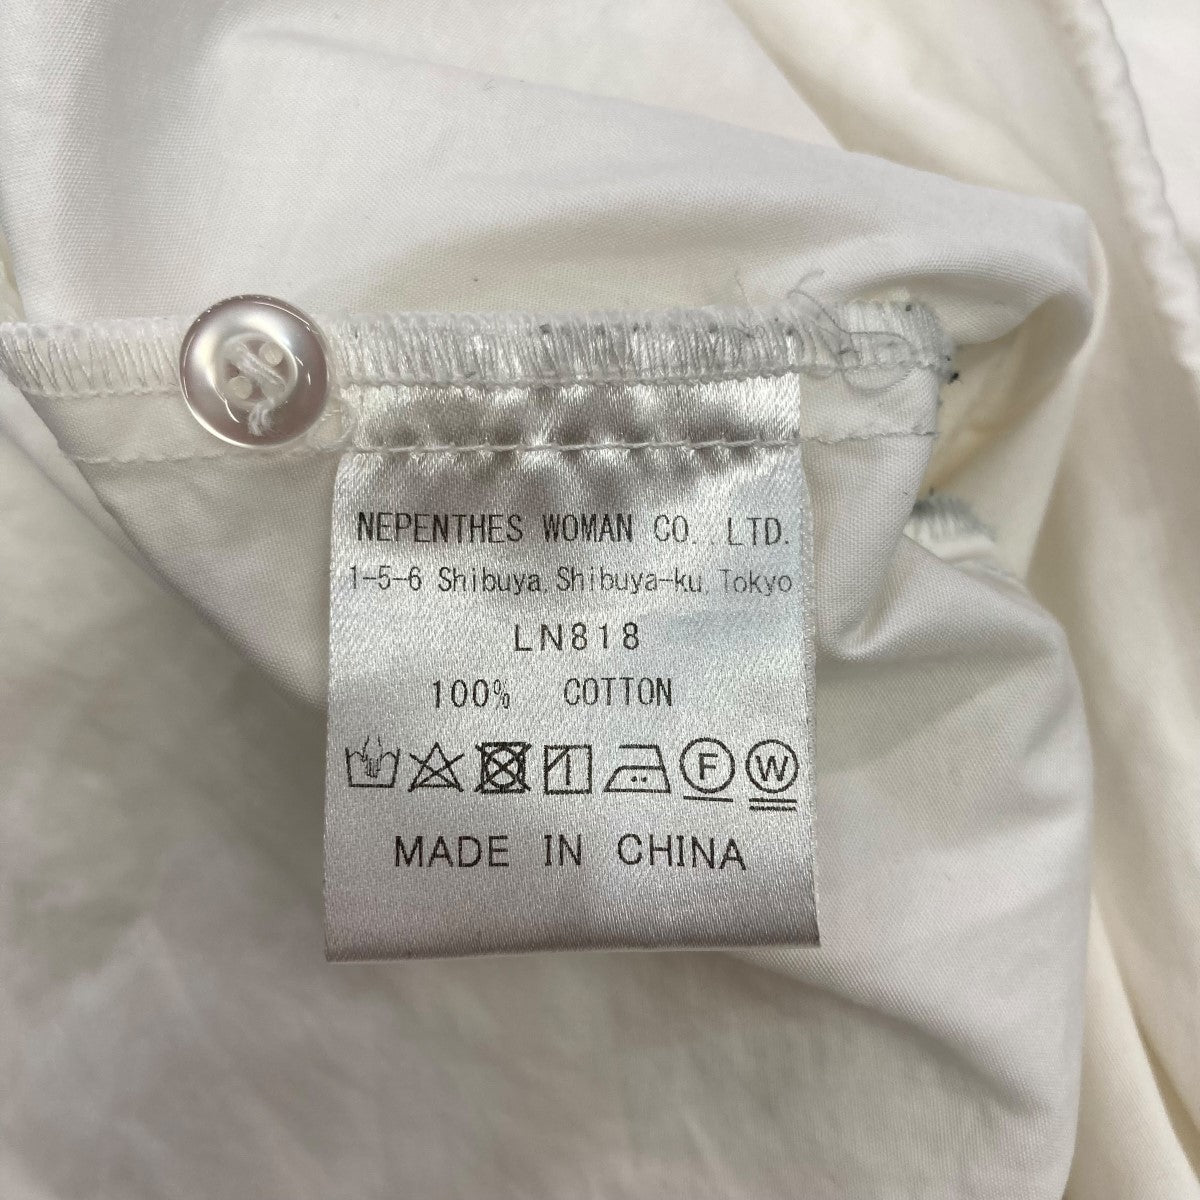 NEPENTHES WOMAN CO., LTD.
1-5-6 Shibuya, Shibuya-ku, Tokyo
LN818
100% COTTON
F W
MADE IN CHINA